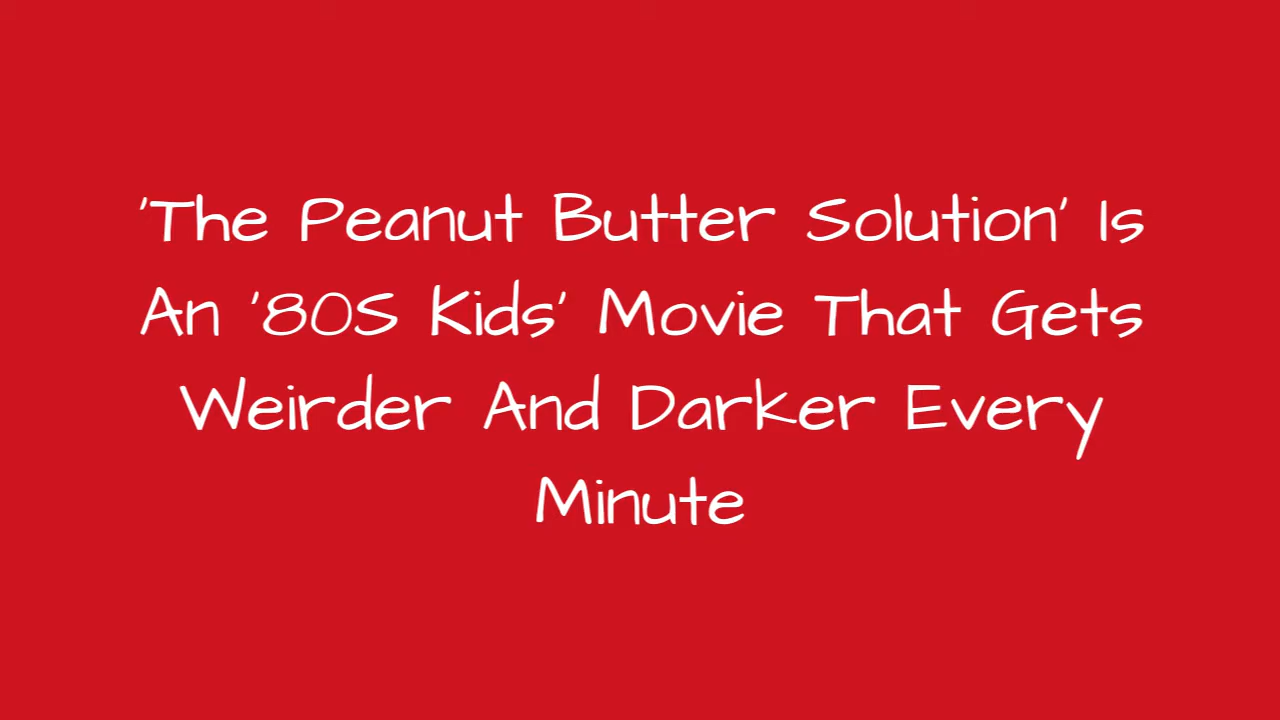 'The Peanut Butter Solution' Is
An '80S Kids' Movie That Gets
Weirder And Darker Every
Minute